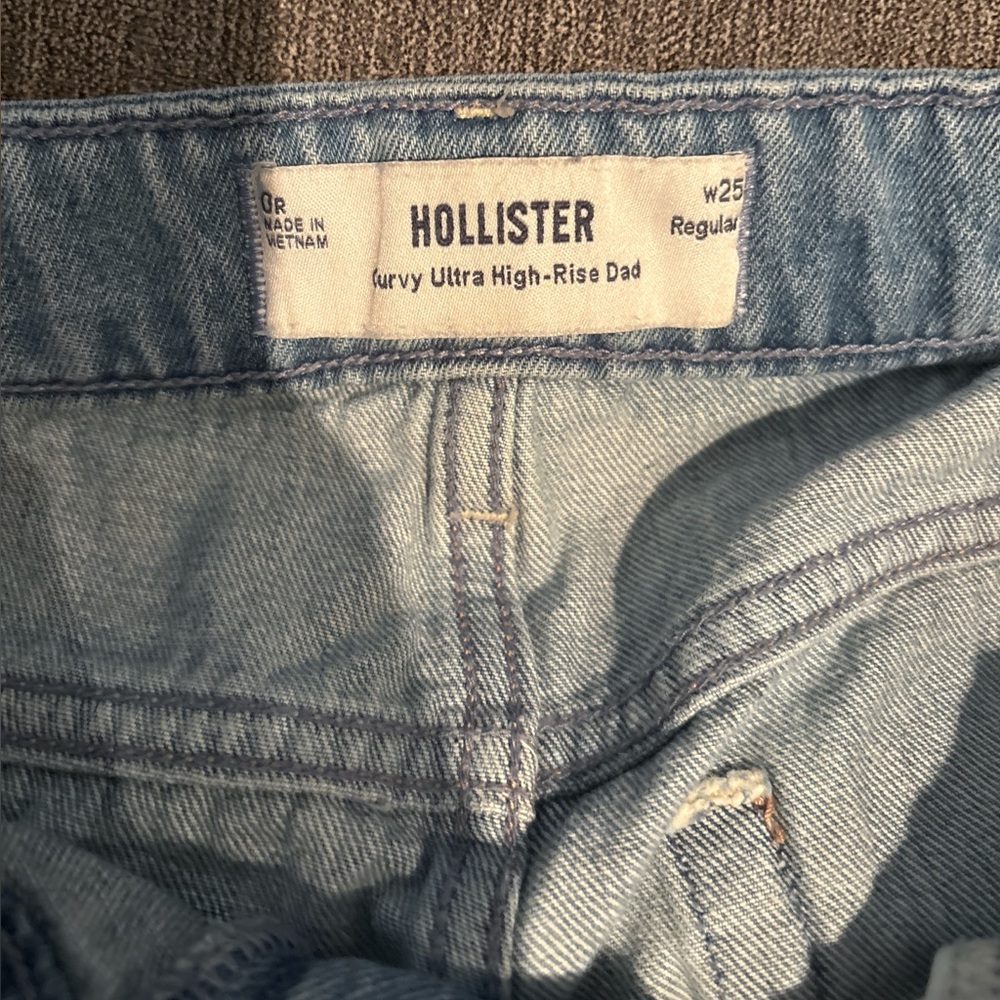 0R
MADE IN
VIETNAM
HOLLISTER
Curvy Ultra High-Rise Dad
W25
Regular